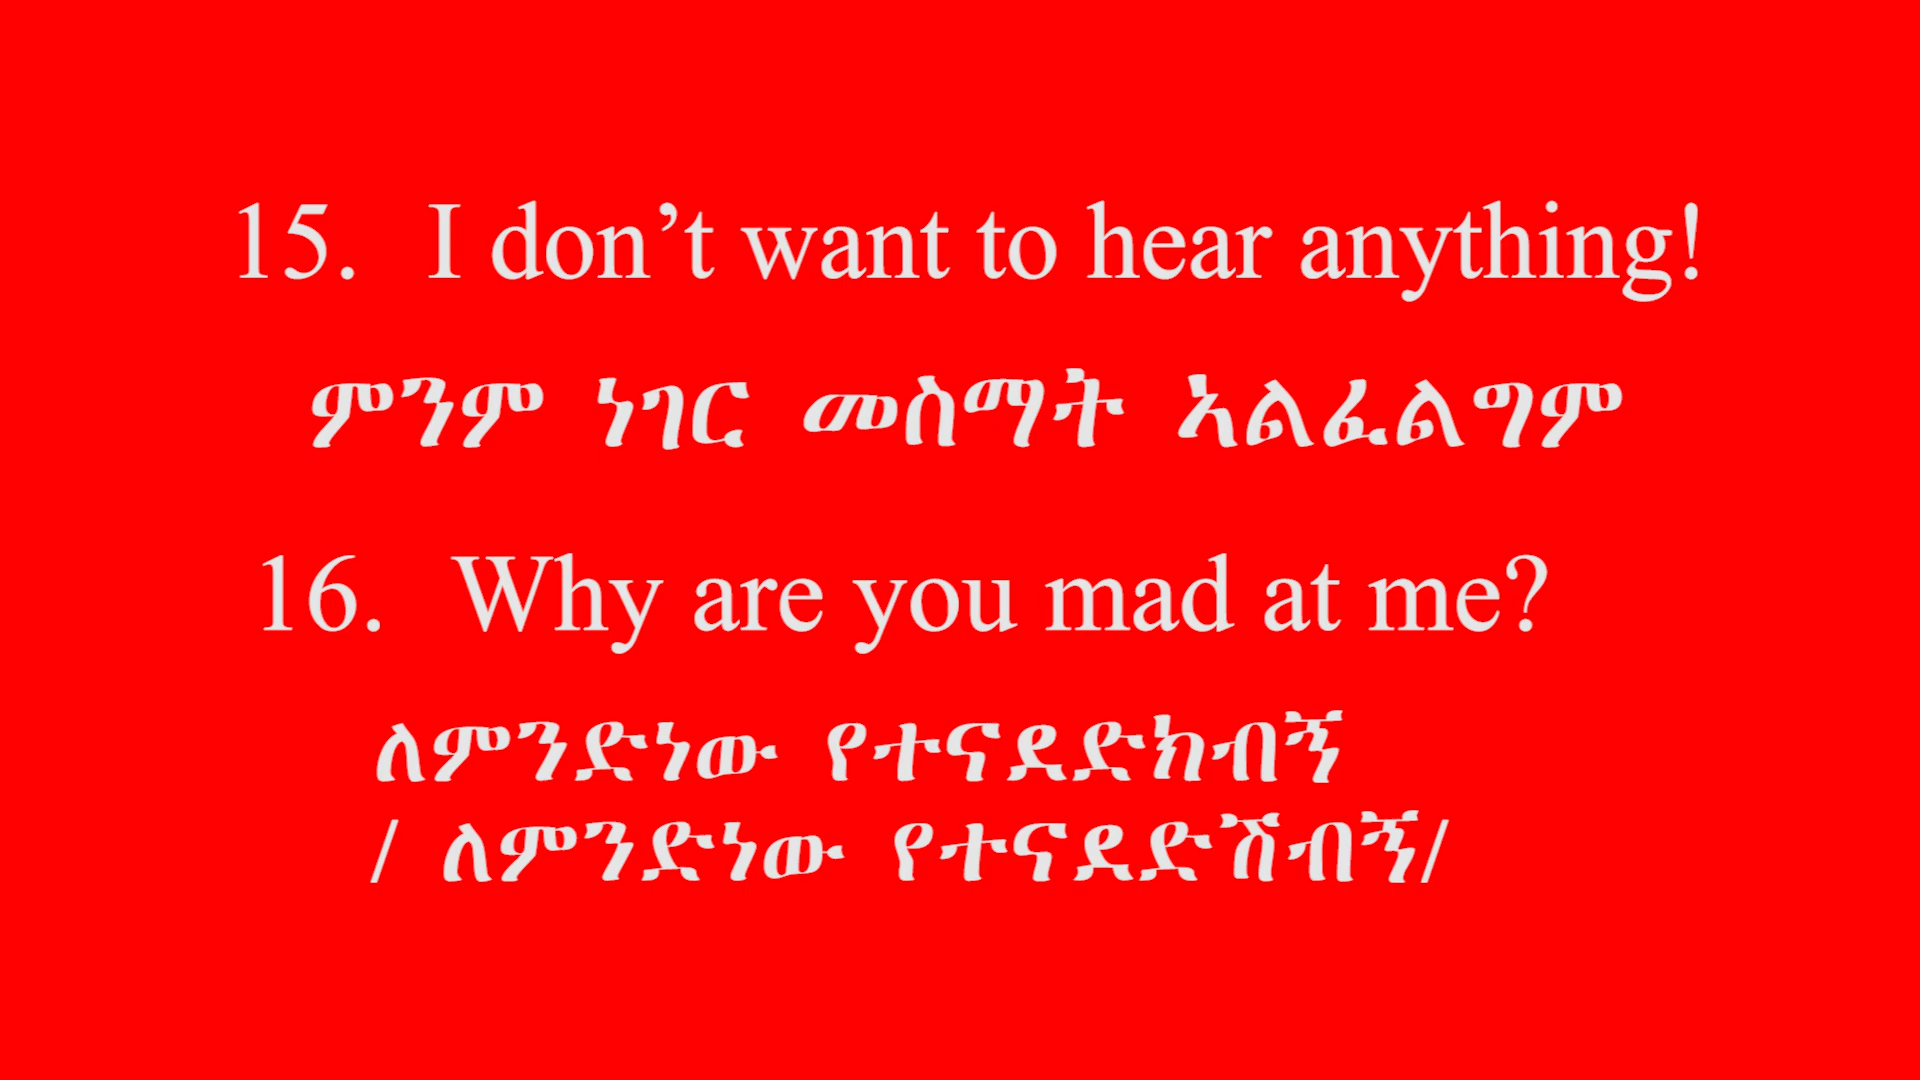 15. I don’t want to hear anything!
ምንም ነገር መስማት ኣልፈልግም
16. Why are you mad at me?
ለምንድነው የተናደድክብኝ
/ ለምንድነው የተናደድሽብኝ/